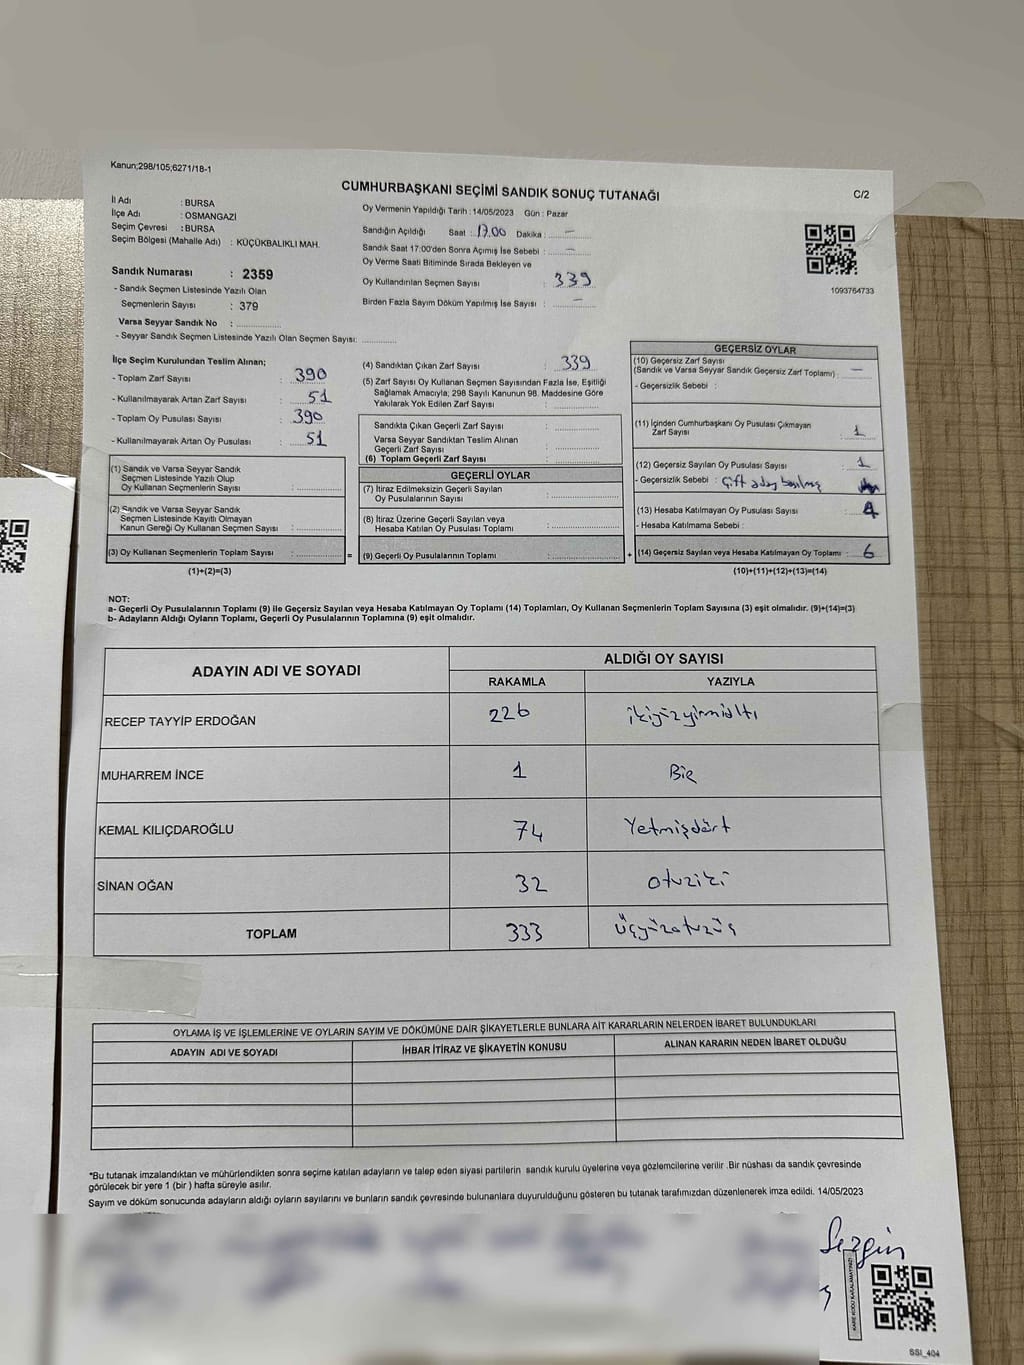 Kanun;298/105;6271/18-1
CUMHURBAŞKANI SEÇİMİ SANDIK SONUÇ TUTANAĞI
C/2
İl Adı : BURSA
İlçe Adı : OSMANGAZİ
Seçim Çevresi : BURSA
Seçim Bölgesi (Mahalle Adı) : KÜÇÜKBALIKLI MAH.
Sandık Numarası : 2359
- Sandık Seçmen Listesinde Yazılı Olan
Seçmenlerin Sayısı : 379
Varsa Seyyar Sandık No :
- Seyyar Sandık Seçmen Listesinde Yazılı Olan Seçmen Sayısı:
Oy Vermenin Yapıldığı Tarih : 14/05/2023 Gün : Pazar
Sandığın Açıldığı Saat : 17.00 Dakika : -
Sandık Saat 17:00'den Sonra Açımış İse Sebebi : -
Oy Verme Saati Bitiminde Sırada Bekleyen ve
Oy Kullandırılan Seçmen Sayısı : 339
Birden Fazla Sayım Döküm Yapılmış İse Sayısı : -
1093764733
İlçe Seçim Kurulundan Teslim Alınan;
- Toplam Zarf Sayısı : 390
- Kullanılmayarak Artan Zarf Sayısı : 51
- Toplam Oy Pusulası Sayısı : 390
- Kullanılmayarak Artan Oy Pusulası : 51
(1) Sandık ve Varsa Seyyar Sandık
Seçmen Listesinde Yazılı Olup
Oy Kullanan Seçmenlerin Sayısı :
(2) Sandık ve Varsa Seyyar Sandık
Seçmen Listesinde Kayıtlı Olmayan
Kanun Gereği Oy Kullanan Seçmen Sayısı :
(3) Oy Kullanan Seçmenlerin Toplam Sayısı : =
(1)+(2)=(3)
(4) Sandıktan Çıkan Zarf Sayısı : 339
(5) Zarf Sayısı Oy Kullanan Seçmen Sayısından Fazla İse, Eşitliği
Sağlamak Amacıyla; 298 Sayılı Kanunun 98. Maddesine Göre
Yakılarak Yok Edilen Zarf Sayısı :
Sandıkta Çıkan Geçerli Zarf Sayısı :
Varsa Seyyar Sandıktan Teslim Alınan
Geçerli Zarf Sayısı :
(6) Toplam Geçerli Zarf Sayısı :
GEÇERLİ OYLAR
(7) İtiraz Edilmeksizin Geçerli Sayılan
Oy Pusulasının Sayısı :
(8) İtiraz Üzerine Geçerli Sayılan veya
Hesaba Katılan Oy Pusulası Toplamı :
(9) Geçerli Oy Pusulalarının Toplamı : +
GEÇERSİZ OYLAR
(10) Geçersiz Zarf Sayısı
(Sandık ve Varsa Seyyar Sandık Geçersiz Zarf Toplamı) : -
- Geçersizlik Sebebi :
(11) İçinden Cumhurbaşkanı Oy Pusulası Çıkmayan
Zarf Sayısı : 1
(12) Geçersiz Sayılan Oy Pusulası Sayısı : 1
- Geçersizlik Sebebi : Çift aday basılmış
(13) Hesaba Katılmayan Oy Pusulası Sayısı : 4
- Hesaba Katılmama Sebebi :
(14) Geçersiz Sayılan veya Hesaba Katılmayan Oy Toplamı : 6
(10)+(11)+(12)+(13)=(14)
NOT:
a- Geçerli Oy Pusulalarının Toplamı (9) ile Geçersiz Sayılan veya Hesaba Katılmayan Oy Toplamı (14) Toplamları, Oy Kullanan Seçmenlerin Toplam Sayısına (3) eşit olmalıdır. (9)+(14)=(3)
b- Adayların Aldığı Oyların Toplamı, Geçerli Oy Pusulalarının Toplamına (9) eşit olmalıdır.
ADAYIN ADI VE SOYADI ALDIĞI OY SAYISI
RAKAMLA YAZIYLA
RECEP TAYYİP ERDOĞAN 226 ikiyüzyirmialtı
MUHARREM İNCE 1 Bir
KEMAL KILIÇDAROĞLU 74 Yetmişdört
SİNAN OĞAN 32 otuziki
TOPLAM 333 üçyüzotuzüç
OYLAMA İŞ VE İŞLEMLERİNE VE OYLARIN SAYIM VE DÖKÜMÜNE DAİR ŞİKAYETLERLE BUNLARA AİT KARARLARIN NELERDEN İBARET BULUNDUKLARI
ADAYIN ADI VE SOYADI İHBAR İTİRAZ VE ŞİKAYETİN KONUSU ALINAN KARARIN NEDEN İBARET OLDUĞU
*Bu tutanak imzalandıktan ve mühürlendikten sonra seçime katılan adayların ve talep eden siyasi partilerin sandık kurulu üyelerine veya gözlemcilerine verilir .Bir nüshası da sandık çevresinde
görülecek bir yere 1 (bir ) hafta süreyle asılır.
Sayım ve döküm sonucunda adayların aldığı oyların sayılarını ve bunların sandık çevresinde bulunanlara duyurulduğunu gösteren bu tutanak tarafımızdan düzenlenerek imza edildi. 14/05/2023
Sezgin
KARE KODU KARALAMAYINIZ!
SSI_404